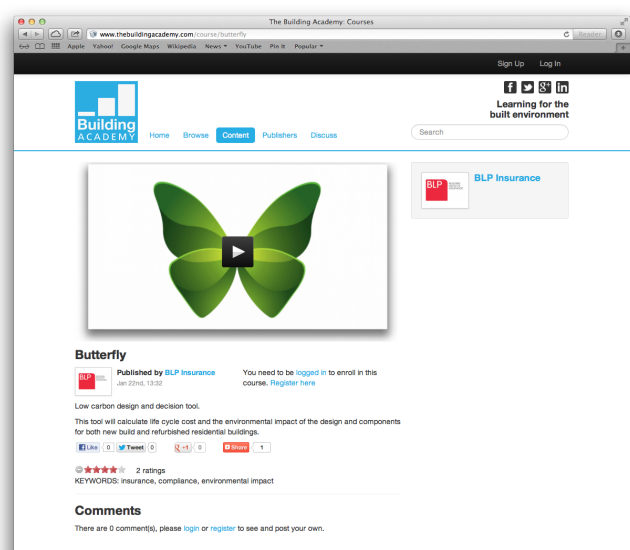 The Building Academy: Courses
www.thebuildingacademy.com/course/butterfly
Reader
Apple Yahoo! Google Maps Wikipedia News YouTube Pin It Popular
Sign Up Log In
Building
ACADEMY
Learning for the
built environment
Home Browse Content Publishers Discuss
Search
BLP
BLP Insurance
Butterfly
BLP
Published by BLP Insurance
Jan 22nd, 13:32
You need to be logged in to enroll in this
course. Register here
Low carbon design and decision tool.
This tool will calculate life cycle cost and the environmental impact of the design and components
for both new build and refurbished residential buildings.
Like 0 Tweet 0 +1 0 Share 1
2 ratings
KEYWORDS: insurance, compliance, environmental impact
Comments
There are 0 comment(s), please login or register to see and post your own.